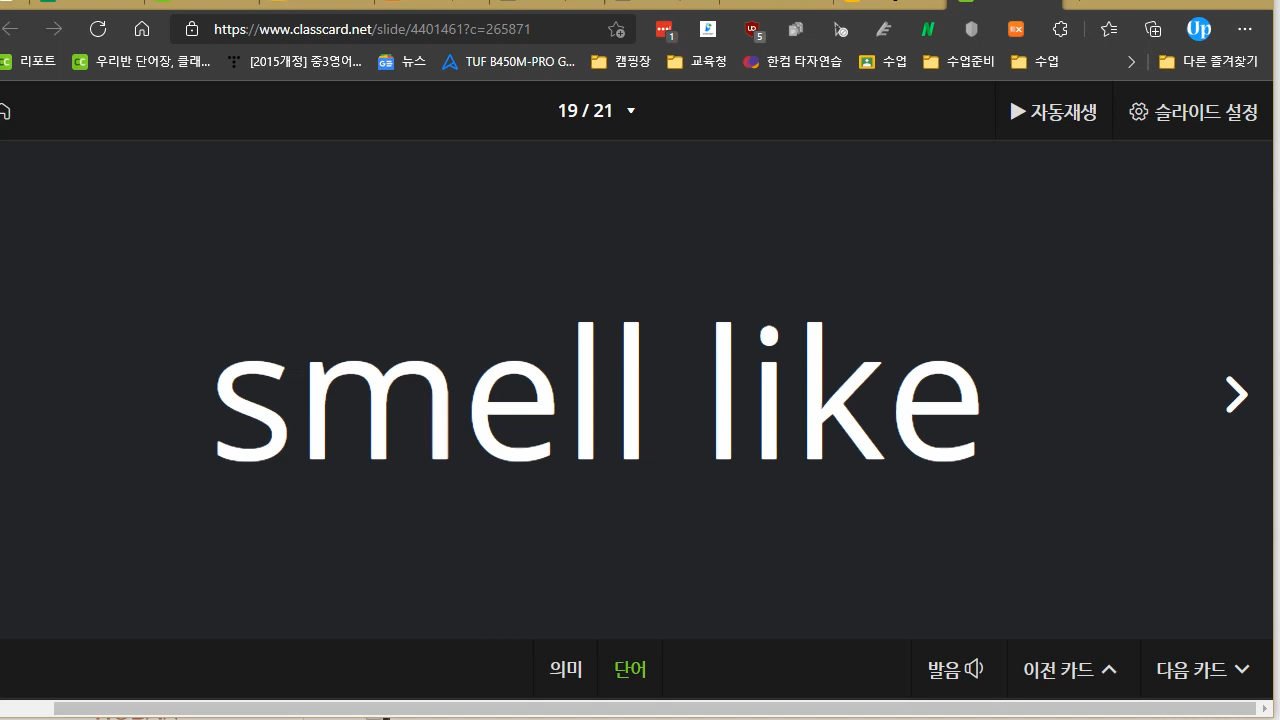 https://www.classcard.net/slide/4401461?c=265871
리포트 우리반 단어장, 클래... [2015개정] 중3영어... 뉴스 TUF B450M-PRO G... 캠핑장 교육청 한컴 타자연습 수업 수업준비 수업 다른 즐겨찾기
19 / 21 자동재생 슬라이드 설정
smell like
의미 단어 발음 이전 카드 다음 카드